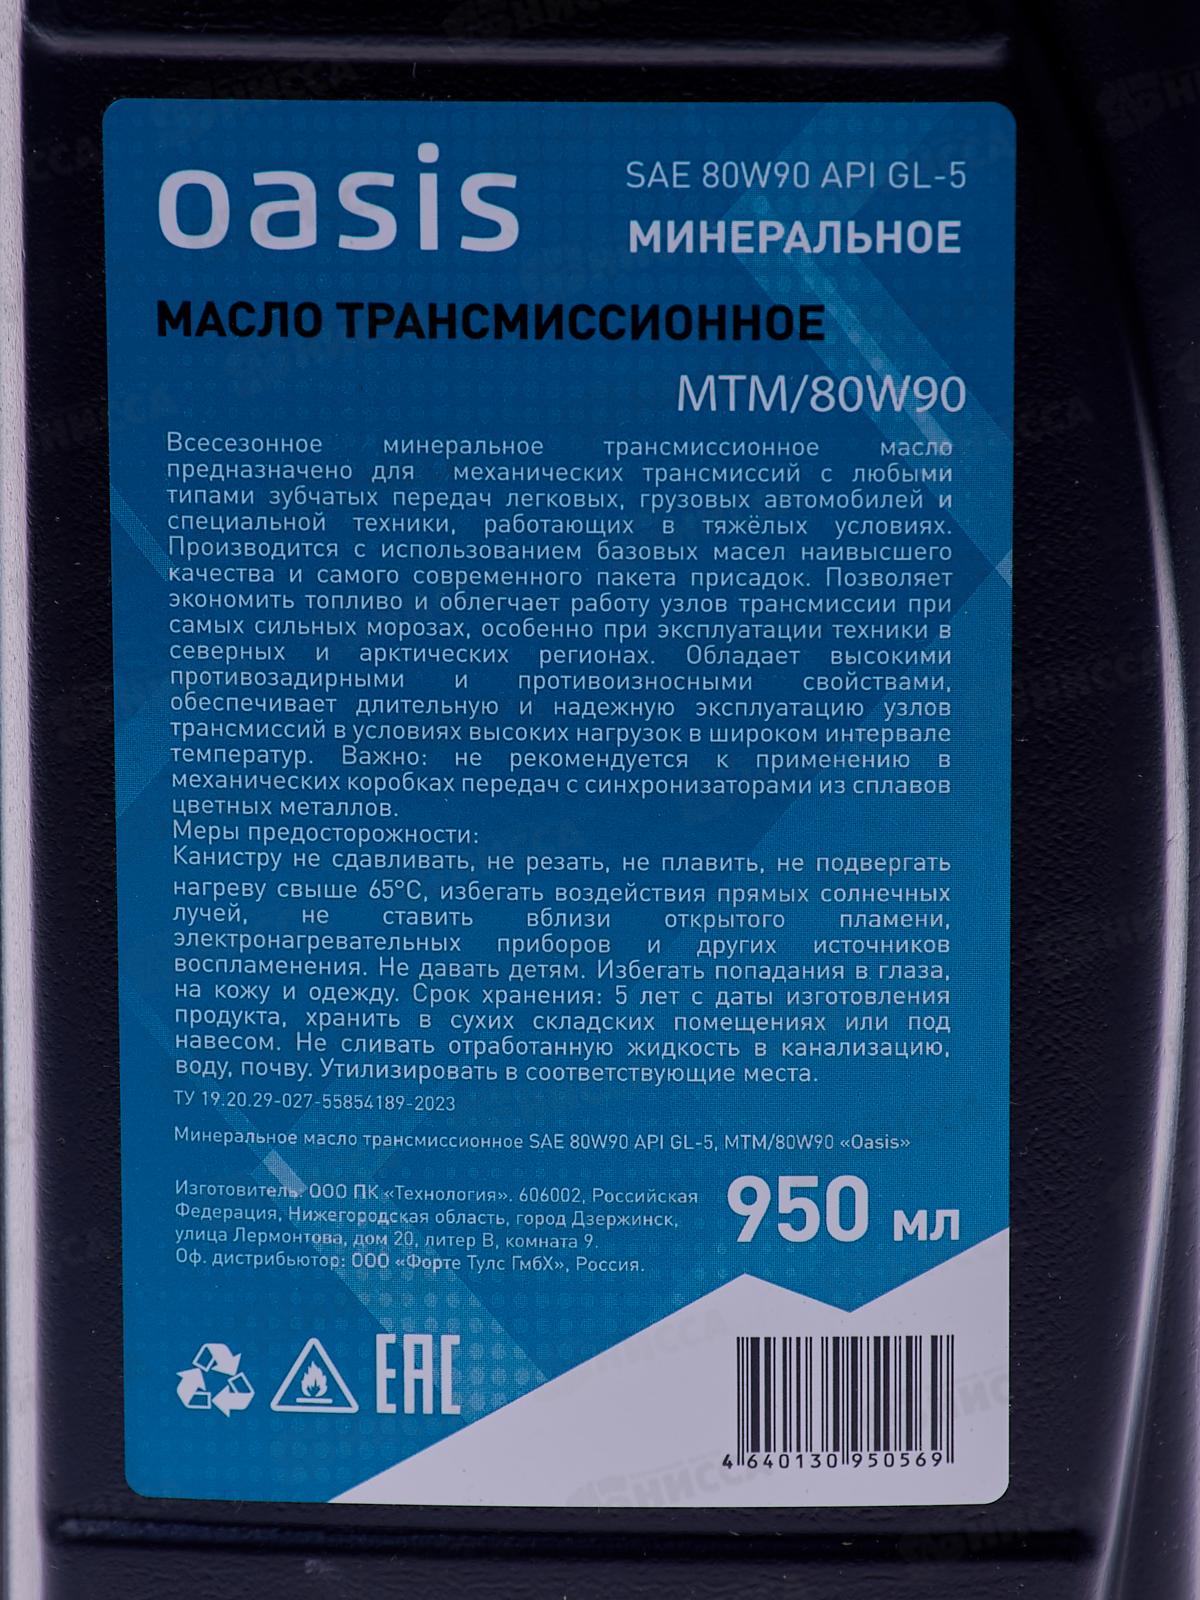 oasis
SAE 80W90 API GL-5
МИНЕРАЛЬНОЕ
МАСЛО ТРАНСМИССИОННОЕ
MTM/80W90
Всесезонное минеральное трансмиссионное масло
предназначено для механических трансмиссий с любыми
типами зубчатых передач легковых, грузовых автомобилей и
специальной техники, работающих в тяжёлых условиях.
Производится с использованием базовых масел наивысшего
качества и самого современного пакета присадок. Позволяет
экономить топливо и облегчает работу узлов трансмиссии при
самых сильных морозах, особенно при эксплуатации техники в
северных и арктических регионах. Обладает высокими
противозадирными и противоизносными свойствами,
обеспечивает длительную и надежную эксплуатацию узлов
трансмиссий в условиях высоких нагрузок в широком интервале
температур. Важно: не рекомендуется к применению в
механических коробках передач с синхронизаторами из сплавов
цветных металлов.
Меры предосторожности:
Канистру не сдавливать, не резать, не плавить, не подвергать
нагреву свыше 65°С, избегать воздействия прямых солнечных
лучей, не ставить вблизи открытого пламени,
электронагревательных приборов и других источников
воспламенения. Не давать детям. Избегать попадания в глаза,
на кожу и одежду. Срок хранения: 5 лет с даты изготовления
продукта, хранить в сухих складских помещениях или под
навесом. Не сливать отработанную жидкость в канализацию,
воду, почву. Утилизировать в соответствующие места.
ТУ 19.20.29-027-55854189-2023
Минеральное масло трансмиссионное SAE 80W90 API GL-5, MTM/80W90 «Oasis»
Изготовитель: ООО ПК «Технология». 606002, Российская
Федерация, Нижегородская область, город Дзержинск,
улица Лермонтова, дом 20, литер В, комната 9.
Оф. дистрибьютор: ООО «Форте Тулс ГмбХ», Россия.
950 мл
ЕАС
4 640130 950569